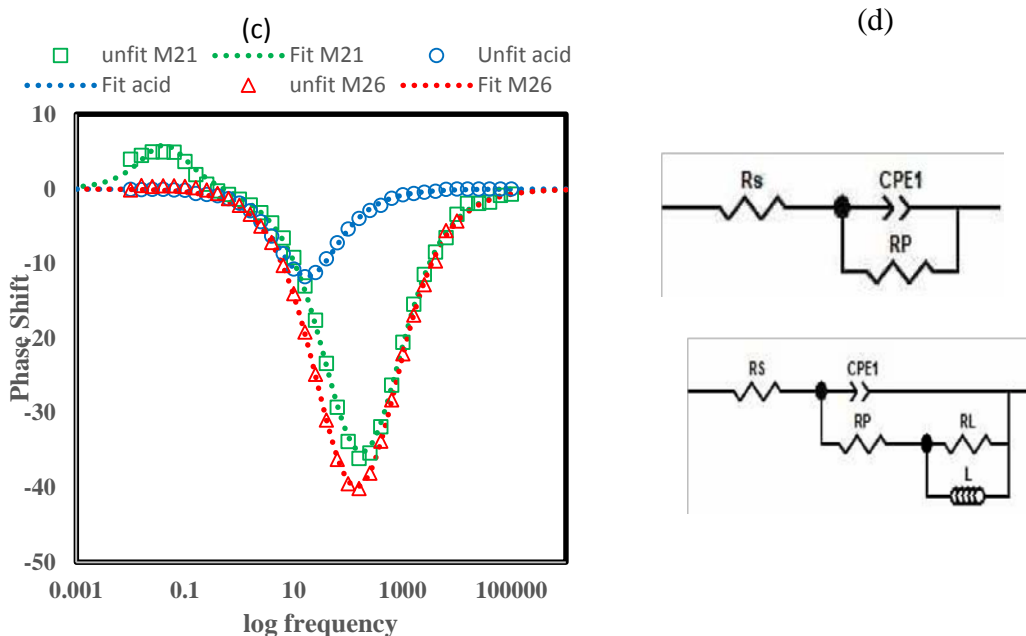 (c)
(d)
unfit M21
Fit M21
Unfit acid
Fit acid
unfit M26
Fit M26
10
0
-10
-20
-30
-40
-50
Phase Shift
0.001
0.1
10
1000
100000
log frequency
Rs
CPE1
RP
RS
CPE1
RP
RL
L